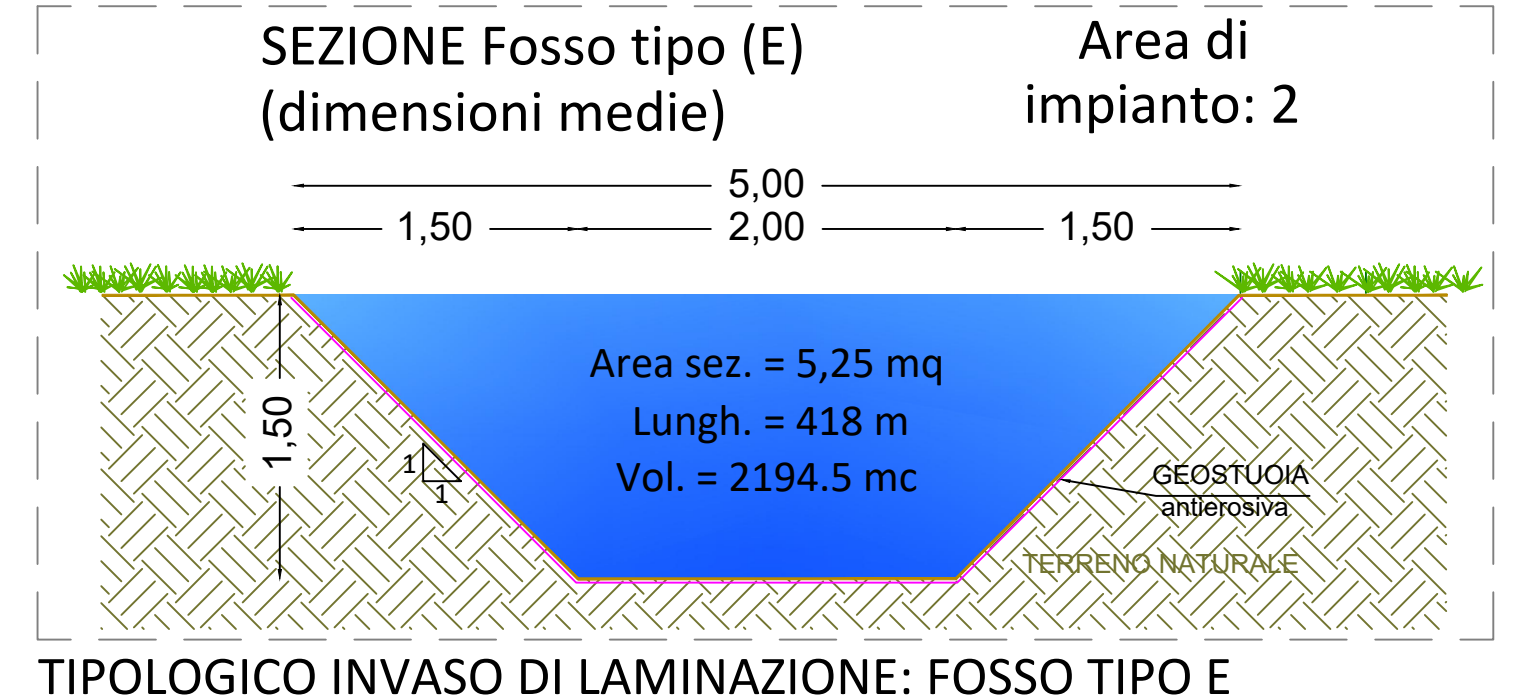 SEZIONE Fosso tipo (E)
(dimensioni medie)
Area di
impianto: 2
5,00
1,50
2,00
1,50
Area sez. = 5,25 mq
Lungh. = 418 m
Vol. = 2194.5 mc
1,50
1
1
GEOSTUOIA
antierosiva
TERRENO NATURALE
TIPOLOGICO INVASO DI LAMINAZIONE: FOSSO TIPO E